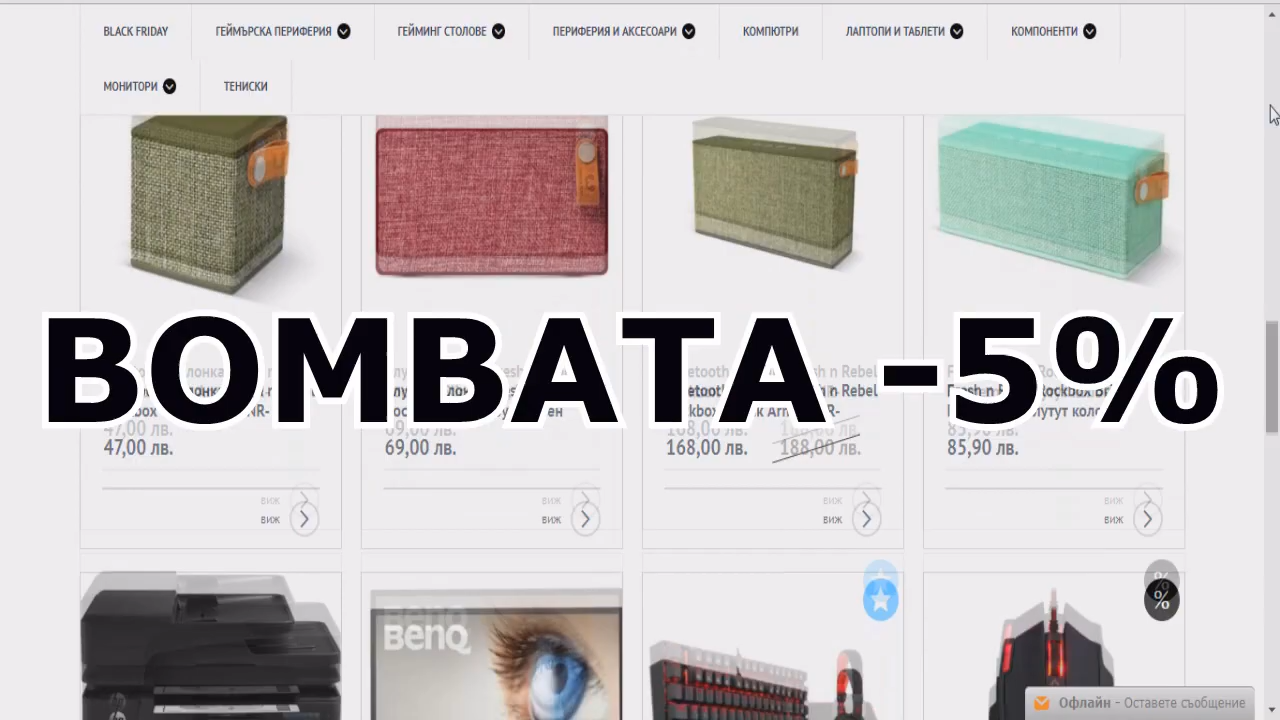 BLACK FRIDAY
ГЕЙМЪРСКА ПЕРИФЕРИЯ
ГЕЙМИНГ СТОЛОВЕ
ПЕРИФЕРИЯ И АКСЕСОАРИ
КОМПЮТРИ
ЛАПТОПИ И ТАБЛЕТИ
КОМПОНЕНТИ
МОНИТОРИ
ТЕНИСКИ
BOMBATA -5%
47,00 лв.
69,00 лв.
168,00 лв. 188,00 лв.
85,90 лв.
виж
виж
виж
виж
BenQ
%
Офлайн - Оставете съобщение